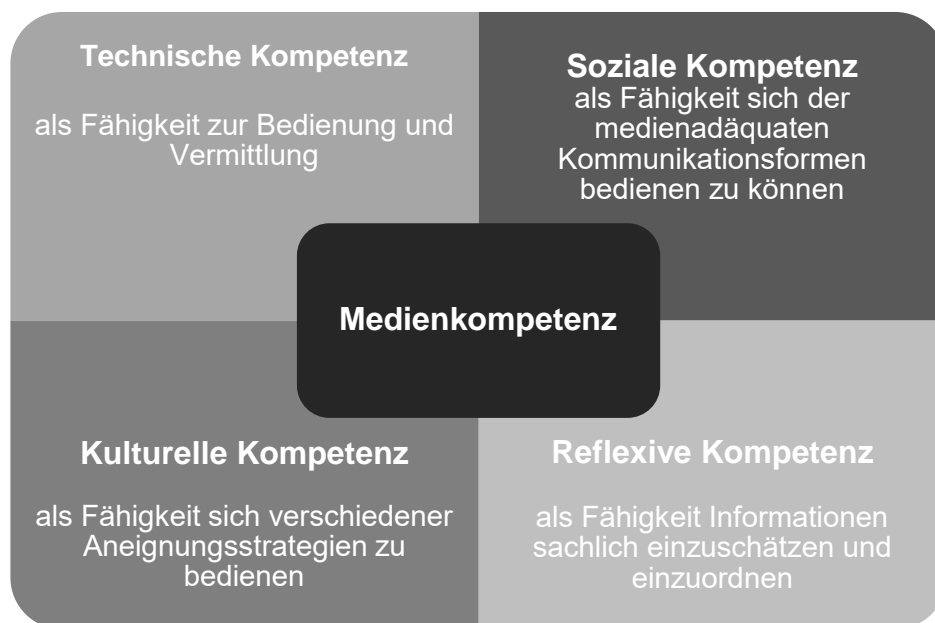 Technische Kompetenz
als Fähigkeit zur Bedienung und
Vermittlung
Soziale Kompetenz
als Fähigkeit sich der
medienadäquaten
Kommunikationsformen
bedienen zu können
Medienkompetenz
Kulturelle Kompetenz
als Fähigkeit sich verschiedener
Aneignungsstrategien zu
bedienen
Reflexive Kompetenz
als Fähigkeit Informationen
sachlich einzuschätzen und
einzuordnen